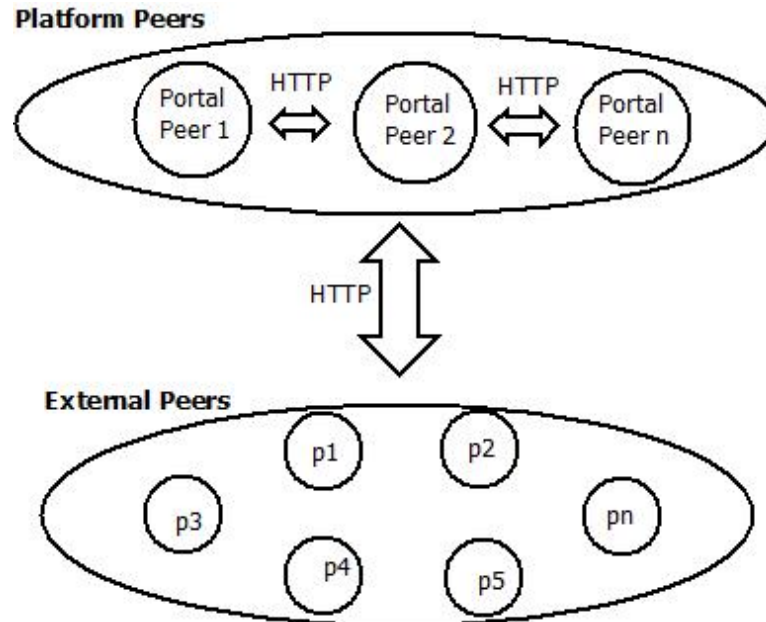 Platform Peers
HTTP
HTTP
Portal
Peer 1
Portal
Peer 2
Portal
Peer n
HTTP
External Peers
p1
p2
p3
pn
p4
p5